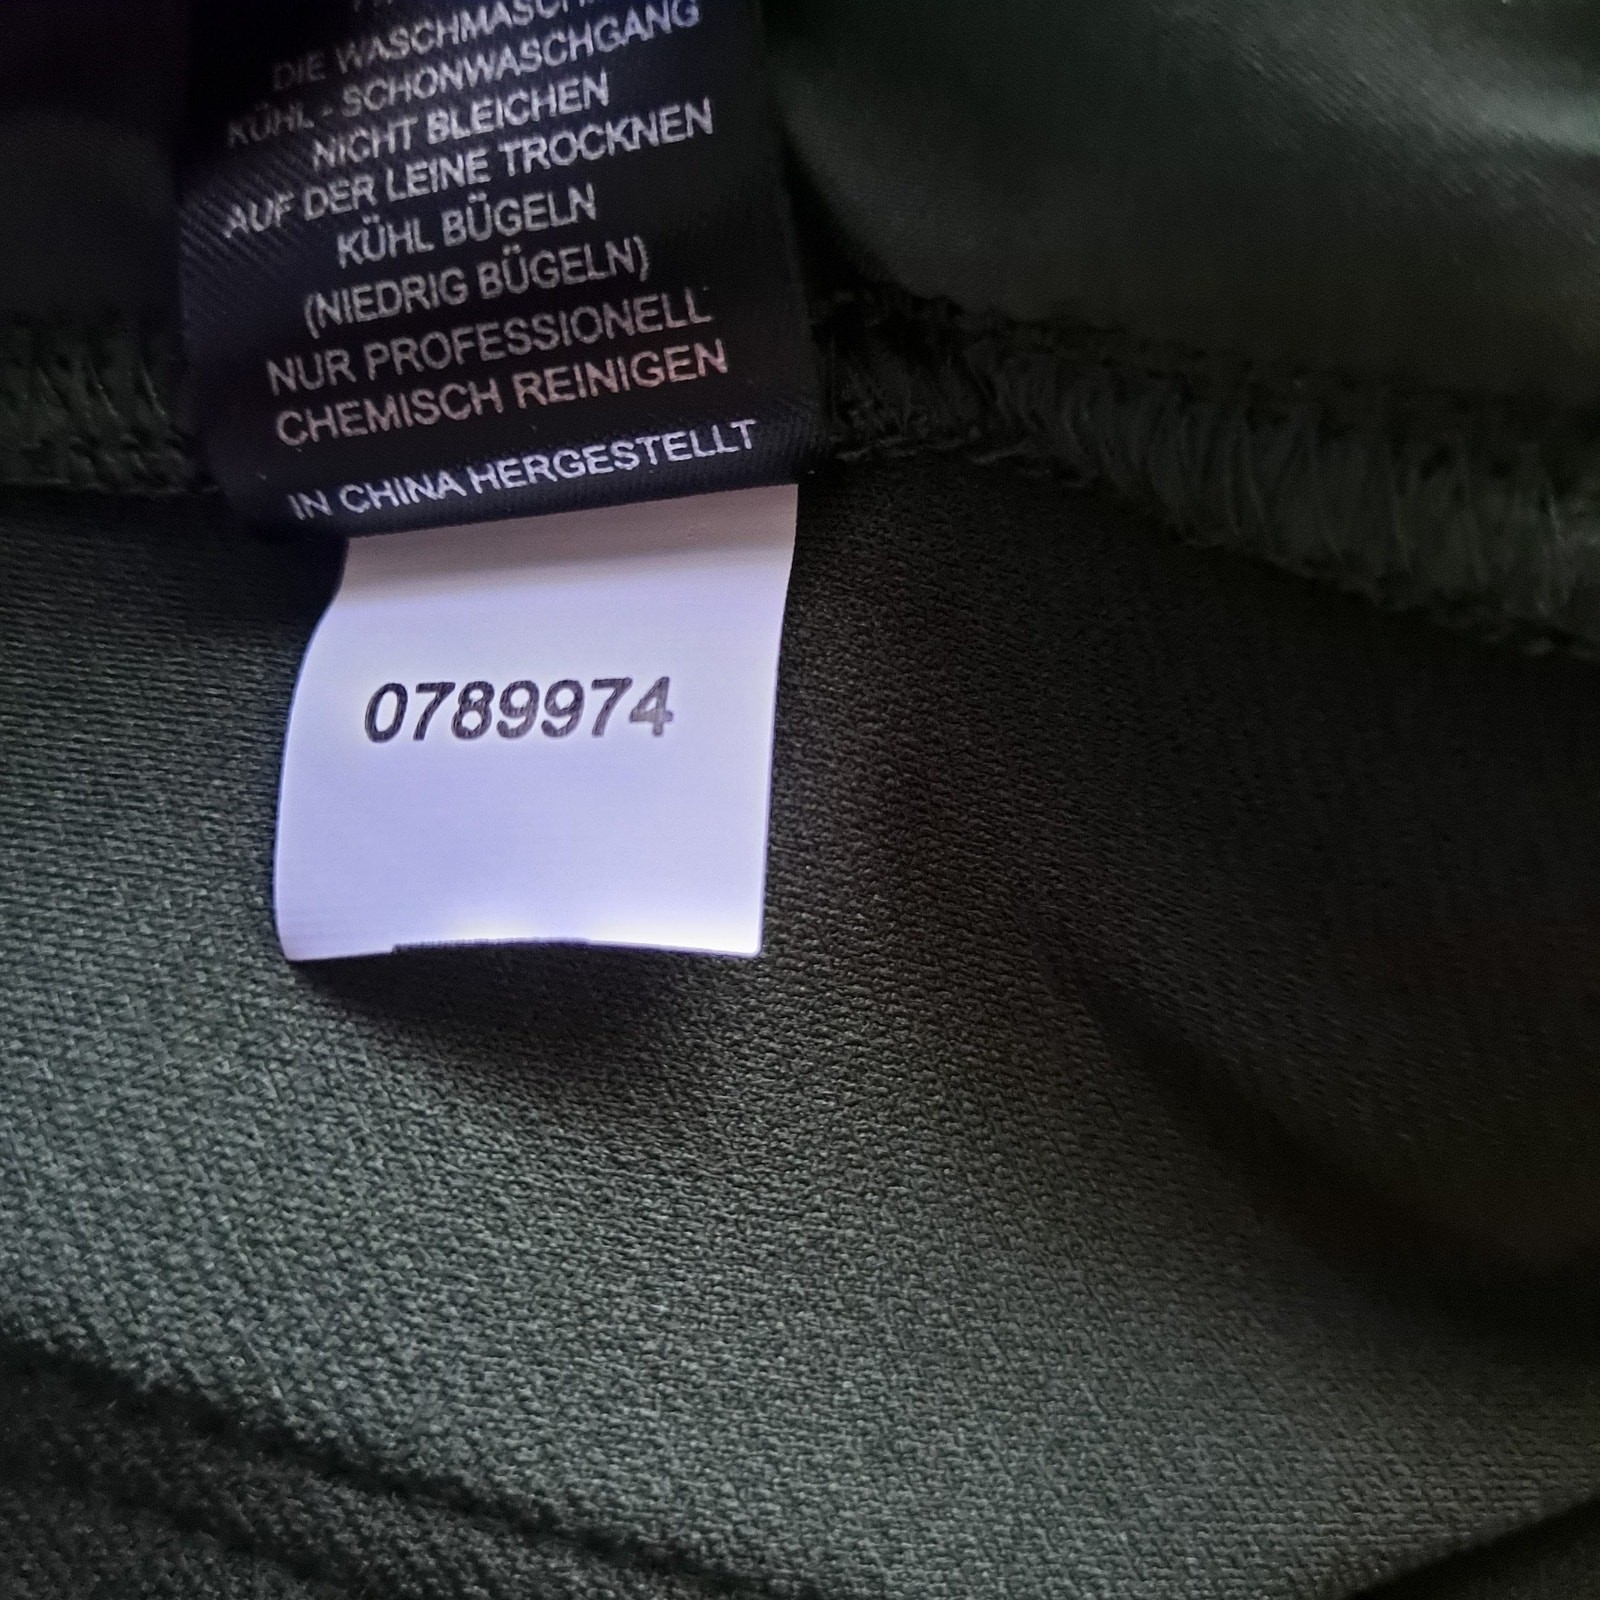 DIE WASCHMASCHI
KÜHL - SCHONWASCHGANG
NICHT BLEICHEN
AUF DER LEINE TROCKNEN
KÜHL BÜGELN
(NIEDRIG BÜGELN)
NUR PROFESSIONELL
CHEMISCH REINIGEN
IN CHINA HERGESTELLT
0789974